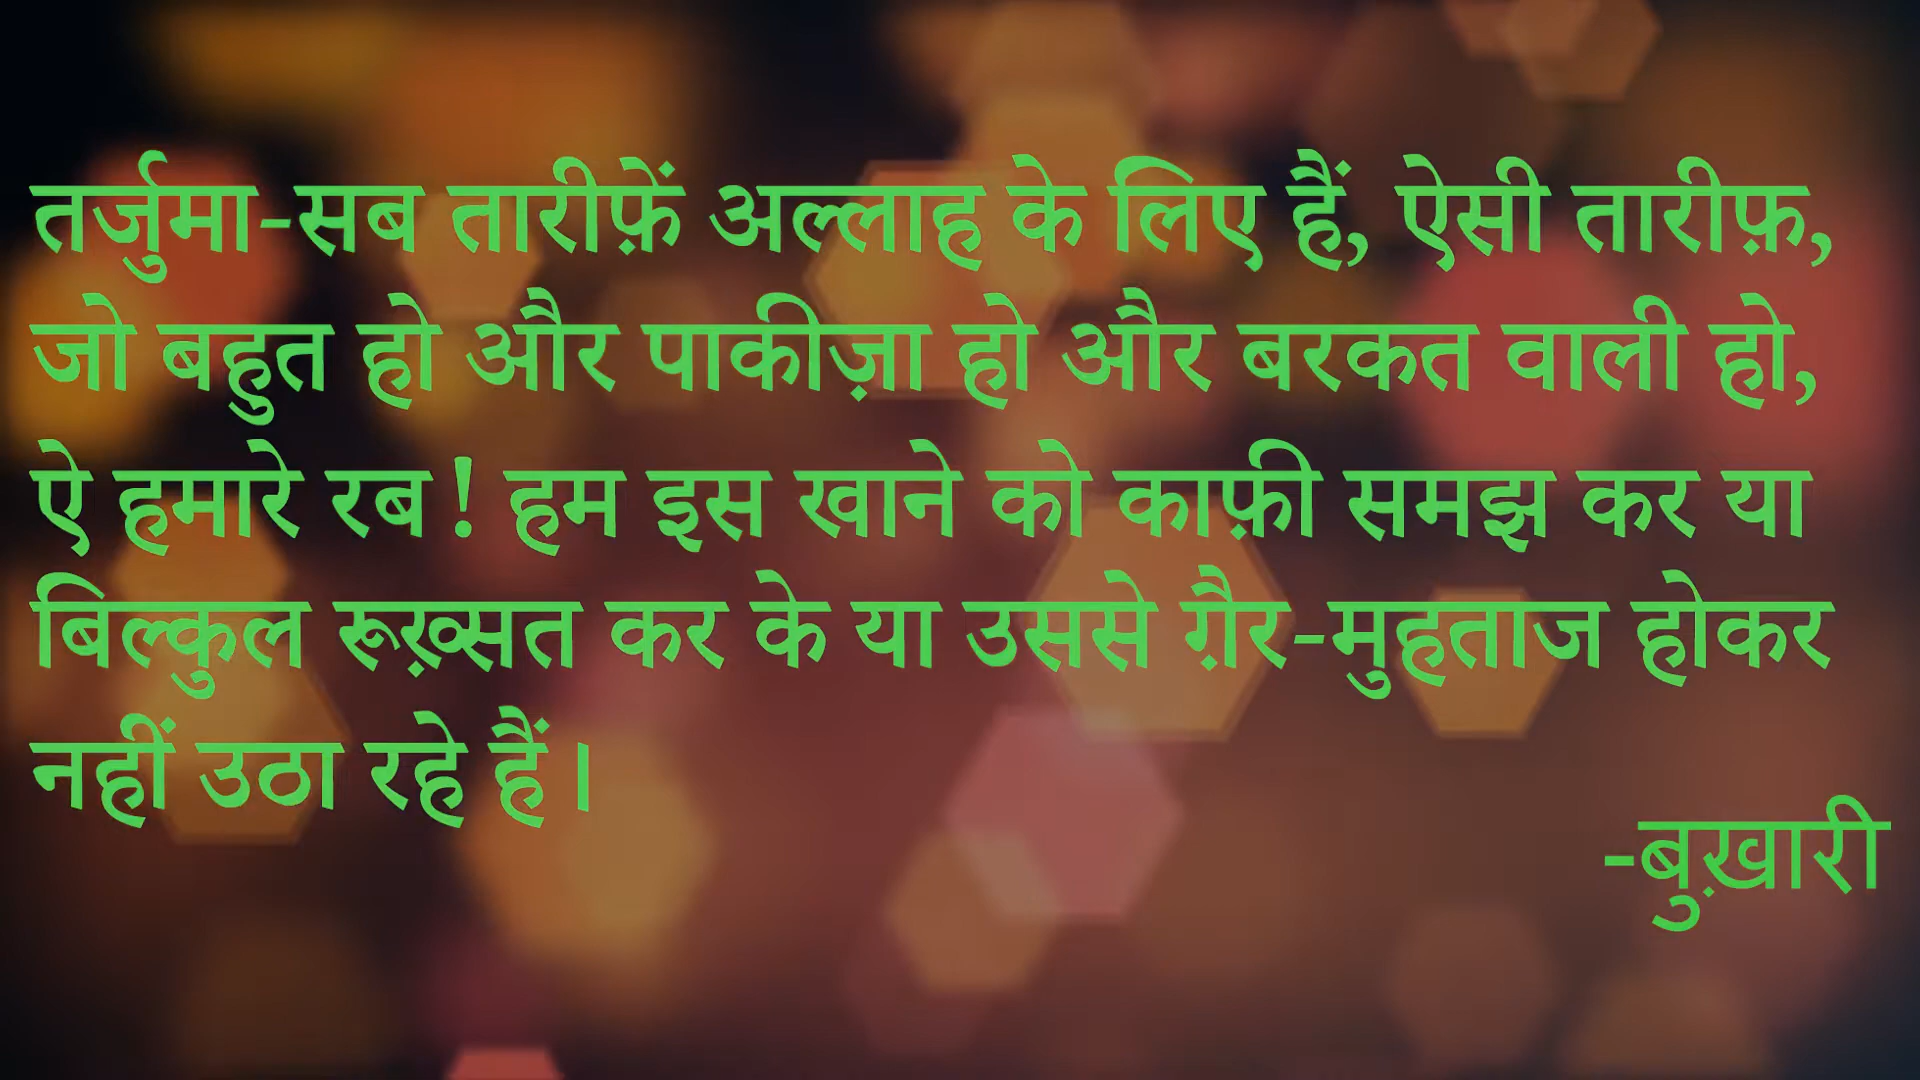 तर्जुमा-सब तारीफ़ें अल्लाह के लिए हैं, ऐसी तारीफ़,
जो बहुत हो और पाकीज़ा हो और बरकत वाली हो,
ऐ हमारे रब ! हम इस खाने को काफ़ी समझ कर या
बिल्कुल रूख़्सत कर के या उससे ग़ैर-मुहताज होकर
नहीं उठा रहे हैं।
-बुख़ारी